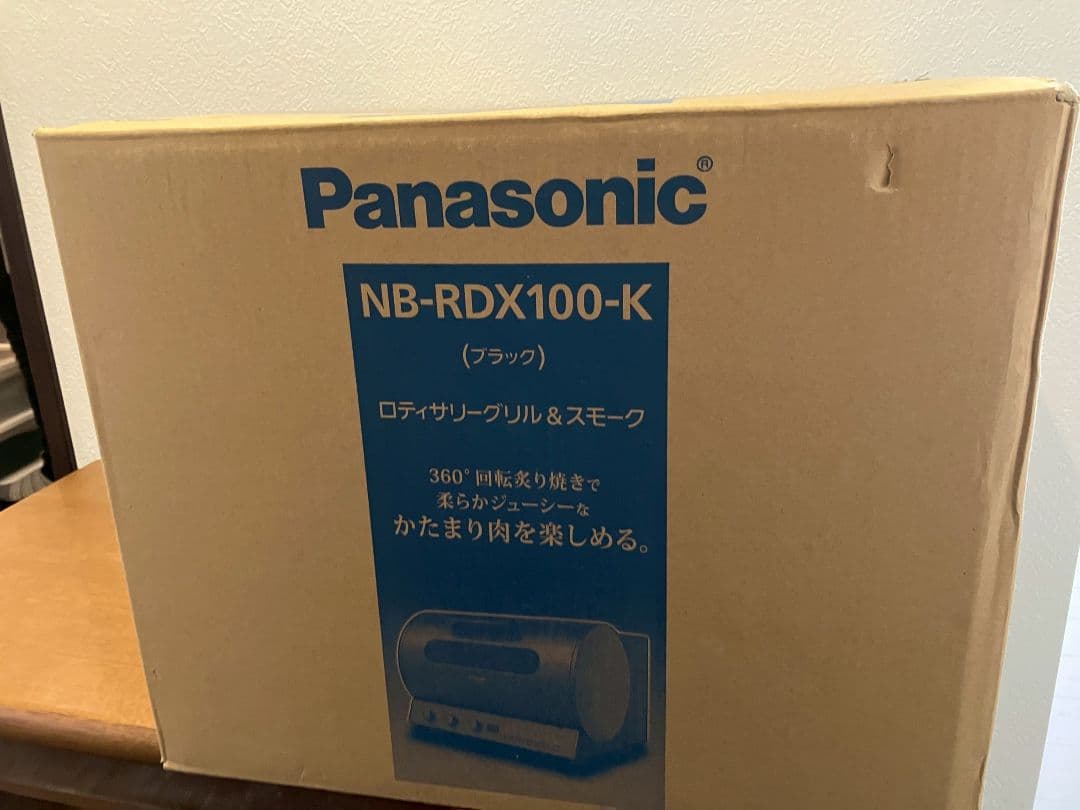 Panasonic®
NB-RDX100-K
(ブラック)
ロティサリーグリル＆スモーク
360°回転炙り焼きで
柔らかジューシーな
かたまり肉を楽しめる。